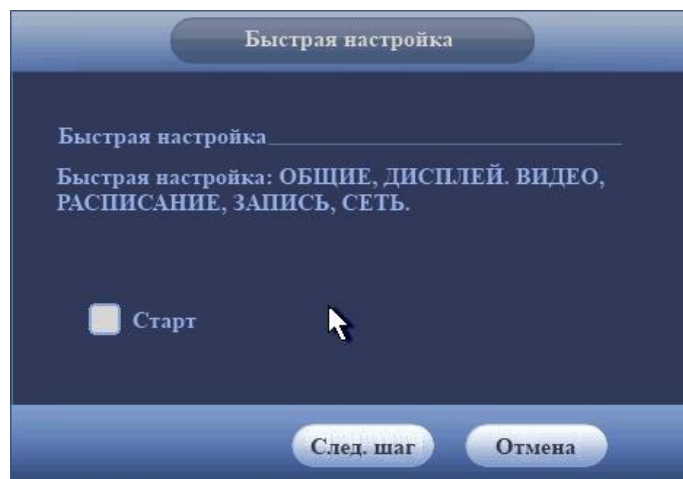 Быстрая настройка
Быстрая настройка
Быстрая настройка: ОБЩИЕ, ДИСПЛЕЙ. ВИДЕО,
РАСПИСАНИЕ, ЗАПИСЬ, СЕТЬ.
Старт
След. шаг Отмена